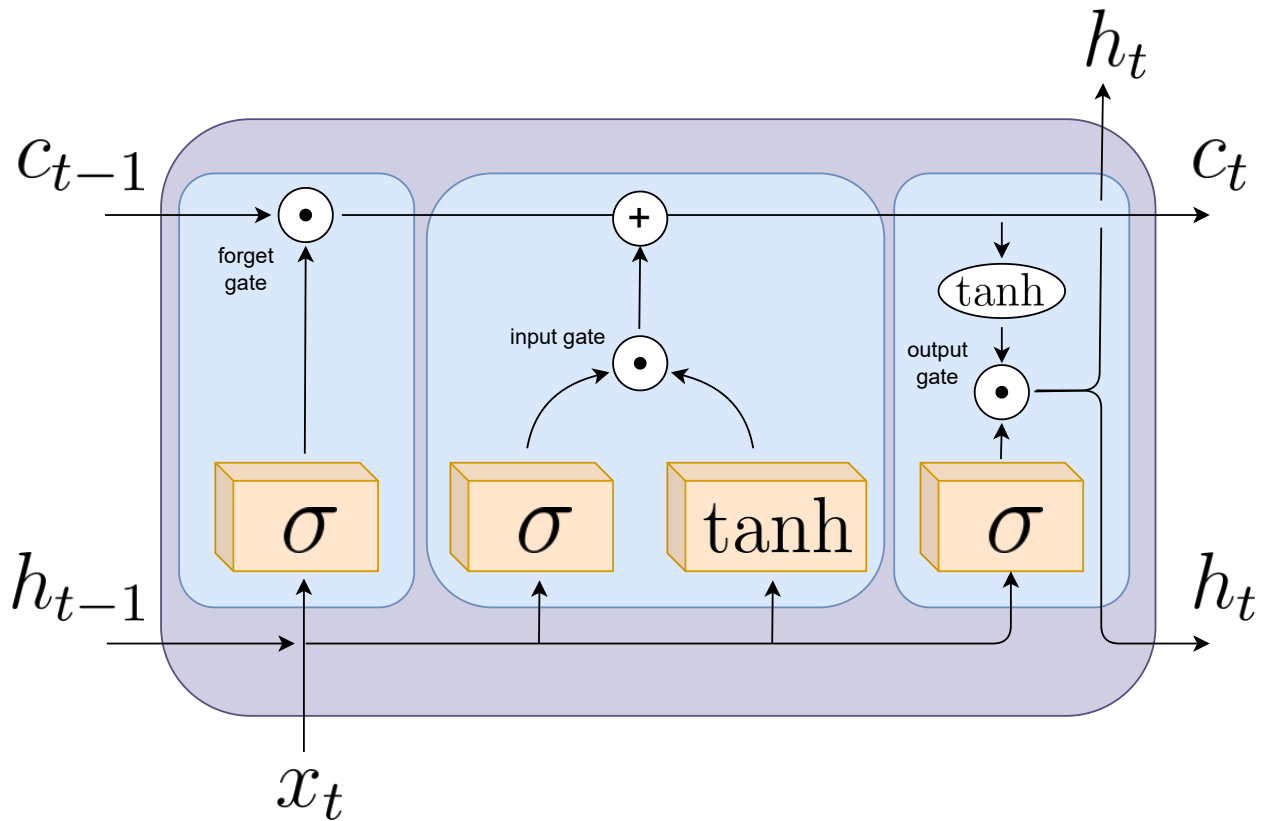 h_t
c_{t-1}
c_t
+
forget
gate
tanh
input gate
output
gate
σ
σ
tanh
σ
h_{t-1}
h_t
x_t